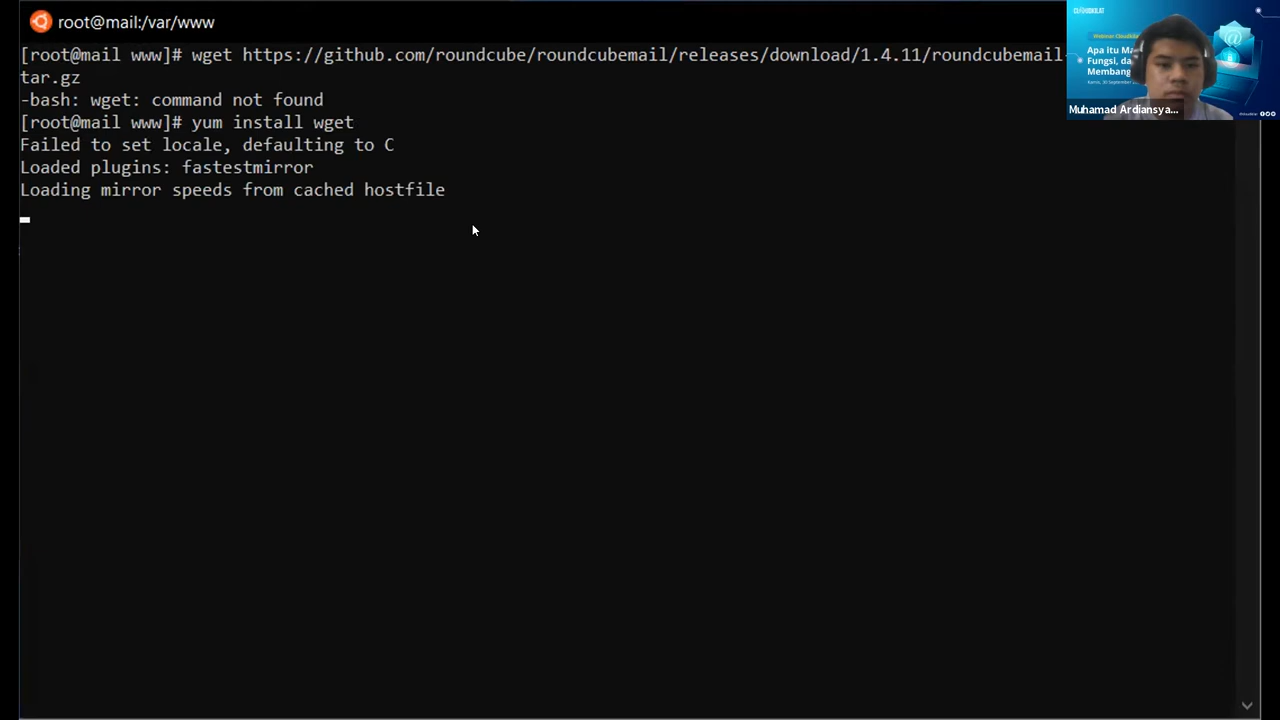 root@mail:/var/www
[root@mail www]# wget https://github.com/roundcube/roundcubemail/releases/download/1.4.11/roundcubemail-
tar.gz
-bash: wget: command not found
[root@mail www]# yum install wget
Failed to set locale, defaulting to C
Loaded plugins: fastestmirror
Loading mirror speeds from cached hostfile
Apa itu Ma
Fungsi, da
Membang
Muhamad Ardiansya...